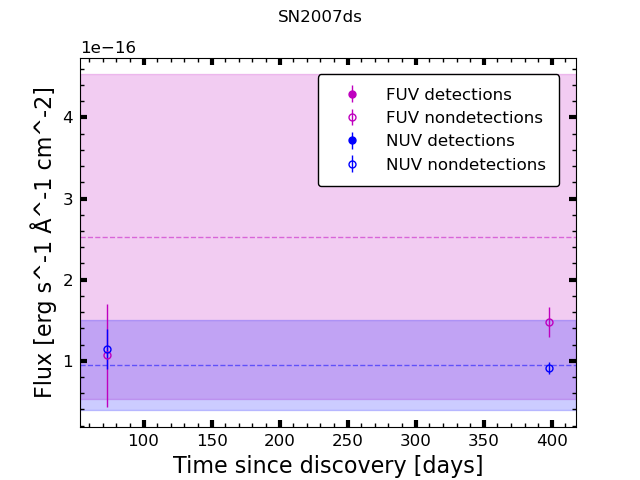 SN2007ds
1e−16
4
3
2
1
Flux [erg s^-1 Å^-1 cm^-2]
FUV detections
FUV nondetections
NUV detections
NUV nondetections
100 150 200 250 300 350 400
Time since discovery [days]